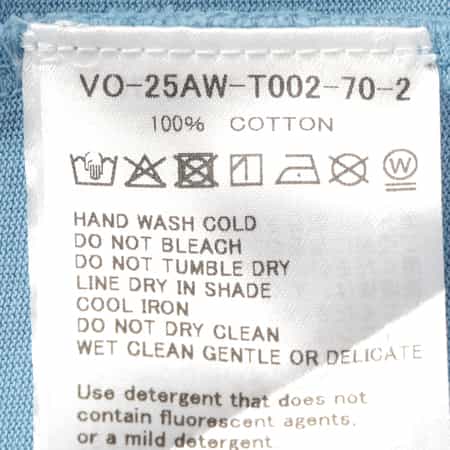 VO-25AW-T002-70-2
100% COTTON
W
HAND WASH COLD
DO NOT BLEACH
DO NOT TUMBLE DRY
LINE DRY IN SHADE
COOL IRON
DO NOT DRY CLEAN
WET CLEAN GENTLE OR DELICATE
Use detergent that does not
contain fluorescent agents,
or a mild detergent